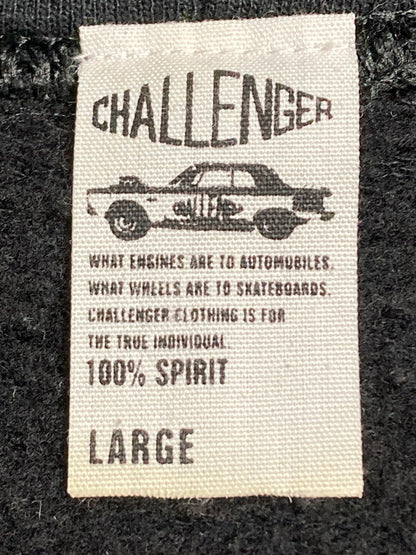 CHALLENGER
WHAT ENGINES ARE TO AUTOMOBILES.
WHAT WHEELS ARE TO SKATEBOARDS.
CHALLENGER CLOTHING IS FOR
THE TRUE INDIVIDUAL.
100% SPIRIT
LARGE